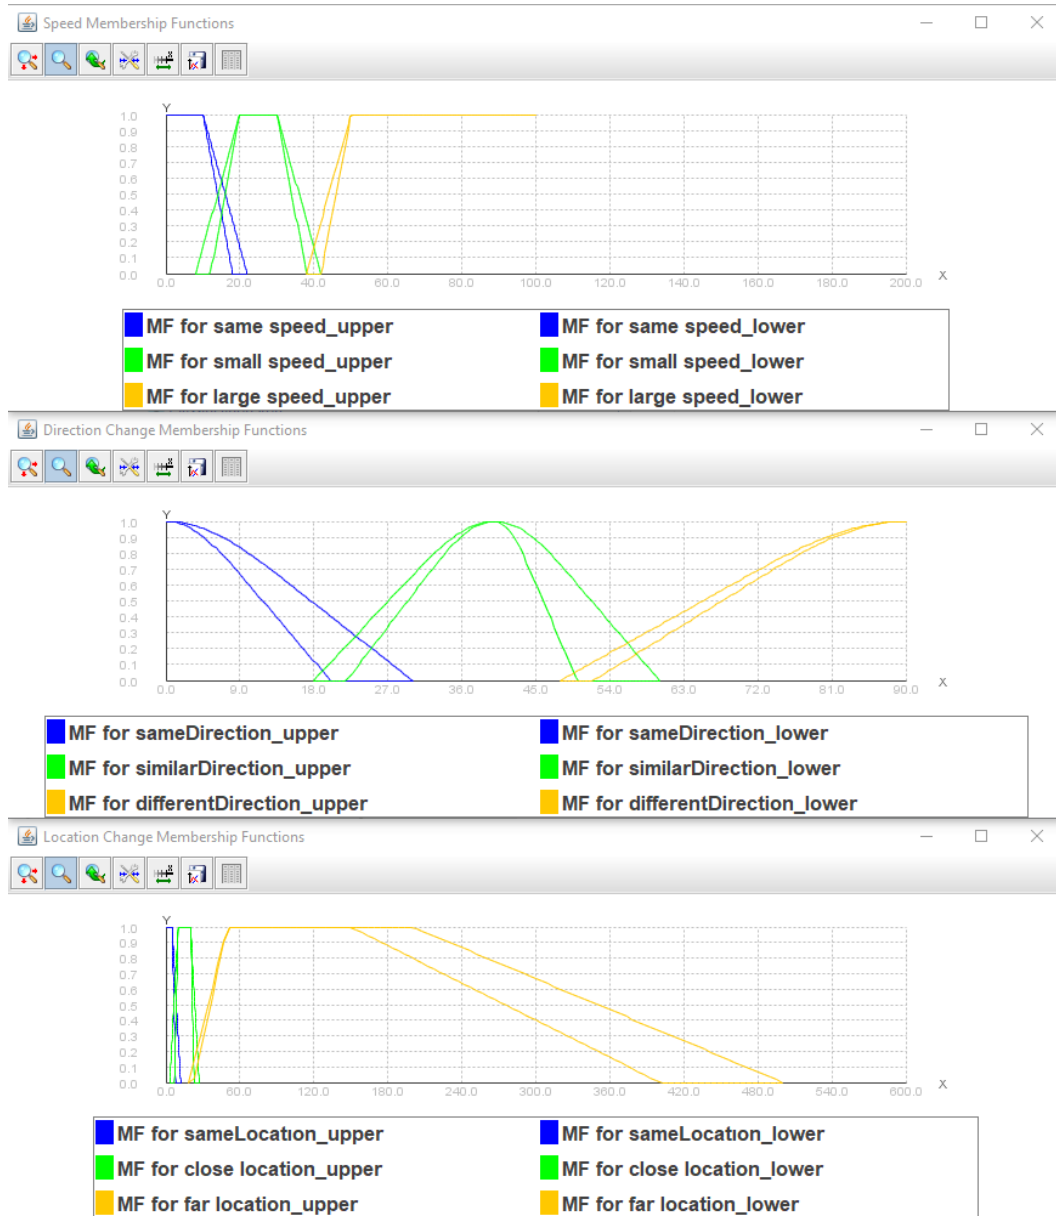 Speed Membership Functions
Y
1.0
0.9
0.8
0.7
0.6
0.5
0.4
0.3
0.2
0.1
0.0
0.0 20.0 40.0 60.0 80.0 100.0 120.0 140.0 160.0 180.0 200.0 X
MF for same speed_upper MF for same speed_lower
MF for small speed_upper MF for small speed_lower
MF for large speed_upper MF for large speed_lower
Direction Change Membership Functions
Y
1.0
0.9
0.8
0.7
0.6
0.5
0.4
0.3
0.2
0.1
0.0
0.0 9.0 18.0 27.0 36.0 45.0 54.0 63.0 72.0 81.0 90.0 X
MF for sameDirection_upper MF for sameDirection_lower
MF for similarDirection_upper MF for similarDirection_lower
MF for differentDirection_upper MF for differentDirection_lower
Location Change Membership Functions
Y
1.0
0.9
0.8
0.7
0.6
0.5
0.4
0.3
0.2
0.1
0.0
0.0 60.0 120.0 180.0 240.0 300.0 360.0 420.0 480.0 540.0 600.0 X
MF for sameLocation_upper MF for sameLocation_lower
MF for close location_upper MF for close location_lower
MF for far location_upper MF for far location_lower